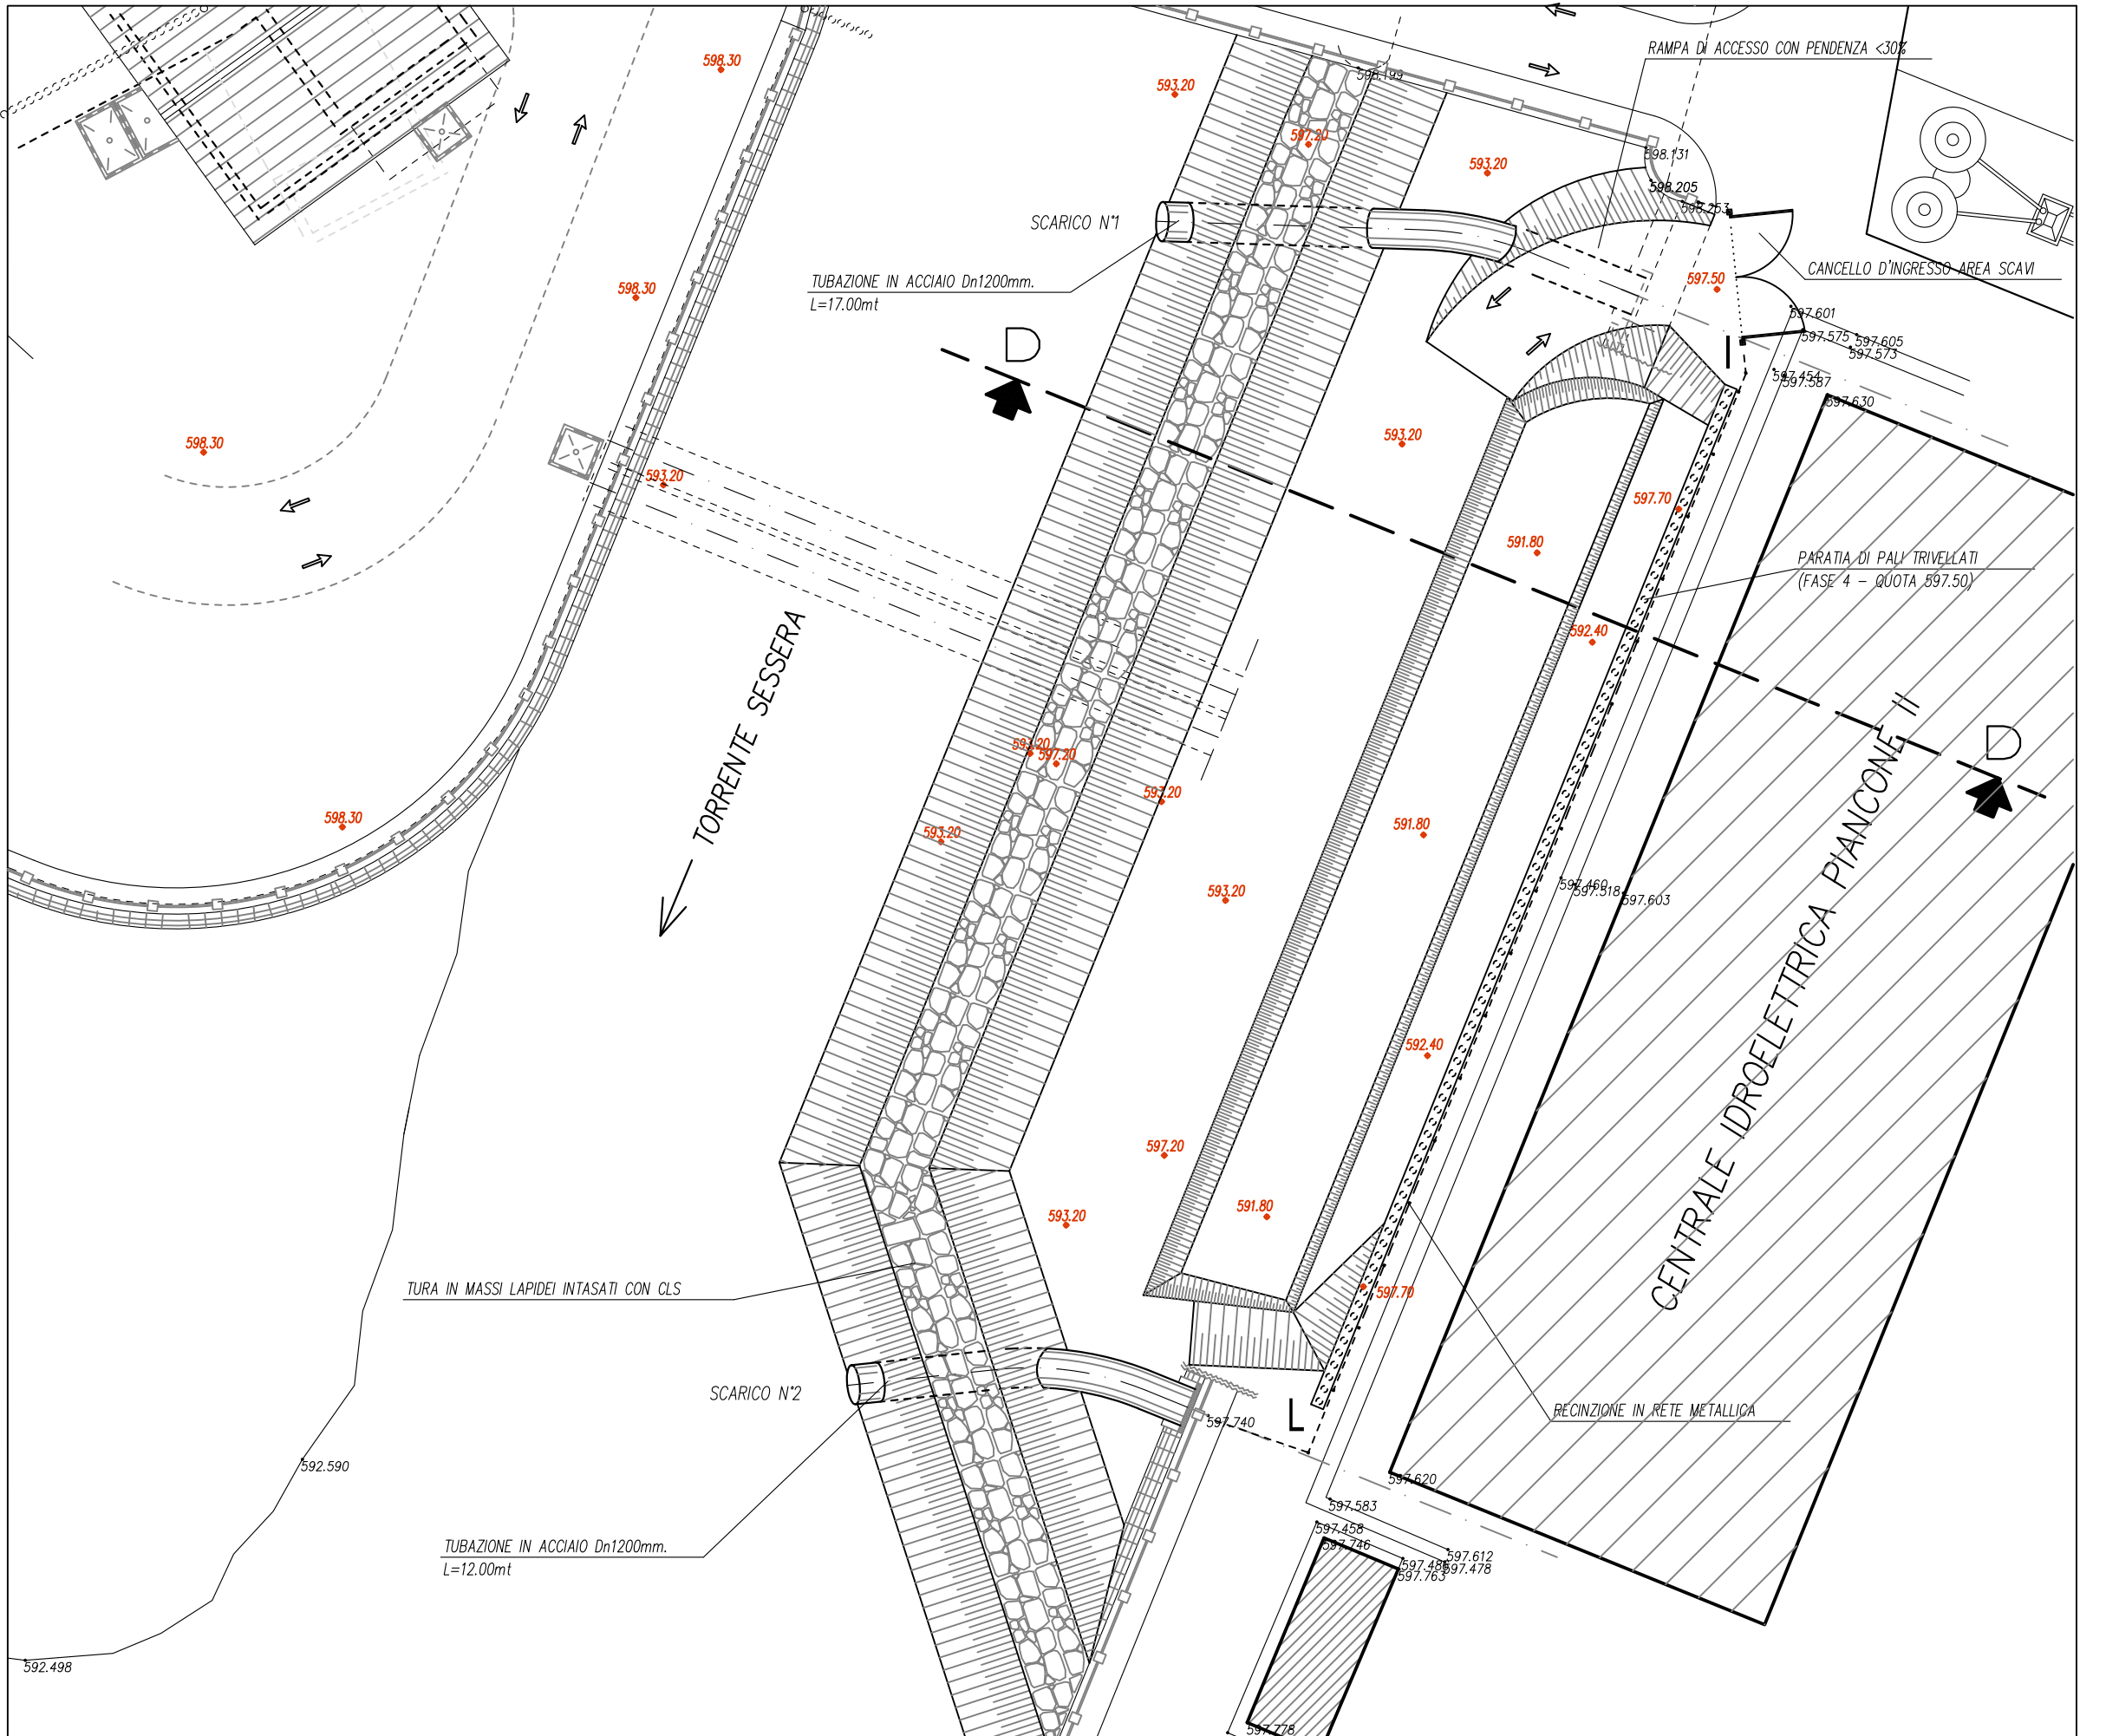 RAMPA DI ACCESSO CON PENDENZA <30%
598.30
593.20
598.199
597.20
593.20
598.131
598.205
598.253
SCARICO N°1
TUBAZIONE IN ACCIAIO Dn1200mm.
L=17.00mt
CANCELLO D'INGRESSO AREA SCAVI
597.50
598.30
597.601
597.575
597.605
597.573
597.454
597.587
597.630
D
I
598.30
593.20
593.20
597.70
591.80
PARATIA DI PALI TRIVELLATI
(FASE 4 - QUOTA 597.50)
592.40
TORRENTE SESSERA
D
593.20
597.20
593.20
598.30
593.20
591.80
593.20
597.460
597.518
597.603
CENTRALE IDROELETTRICA PIANCONE II
592.40
597.20
593.20
591.80
TURA IN MASSI LAPIDEI INTASATI CON CLS
597.70
SCARICO N°2
597.740
L
RECINZIONE IN RETE METALLICA
592.590
597.620
597.583
597.458
597.746
TUBAZIONE IN ACCIAIO Dn1200mm.
L=12.00mt
597.612
597.486
597.478
597.763
592.498
597.778